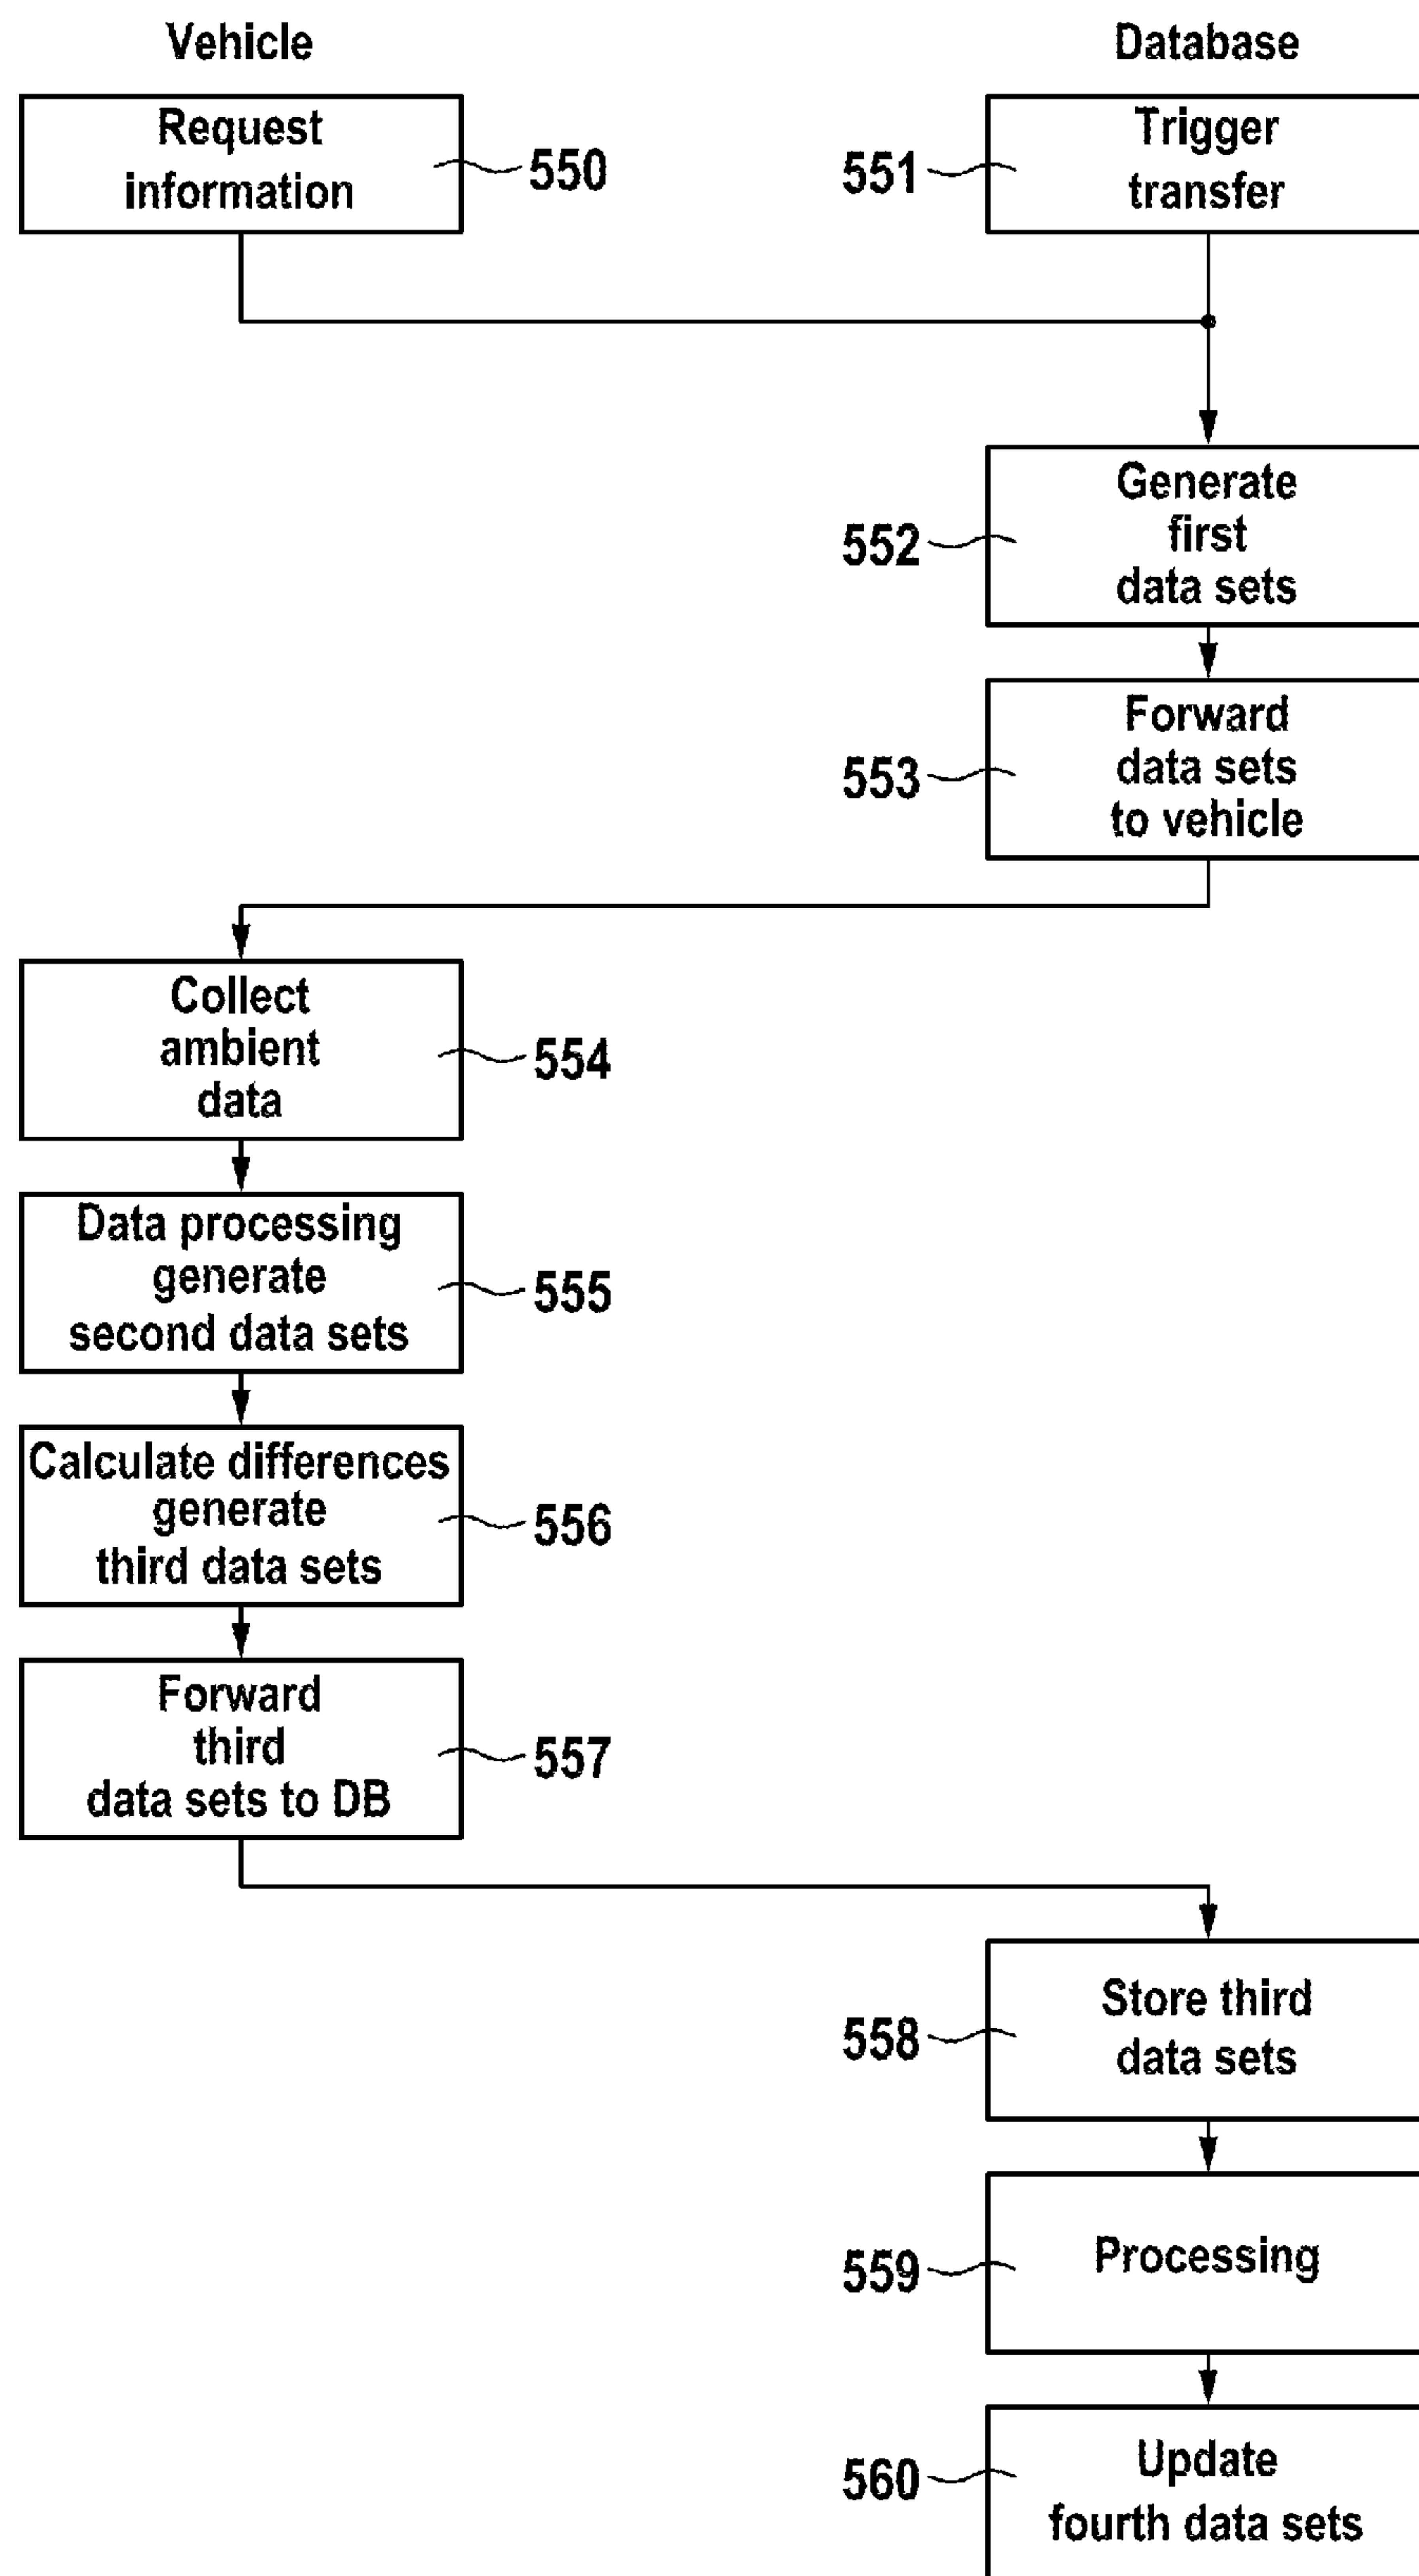 Vehicle
Database
Request
information
550
551
Trigger
transfer
552
Generate
first
data sets
553
Forward
data sets
to vehicle
Collect
ambient
data
554
Data processing
generate
second data sets
555
Calculate differences
generate
third data sets
556
Forward
third
data sets to DB
557
558
Store third
data sets
559
Processing
560
Update
fourth data sets